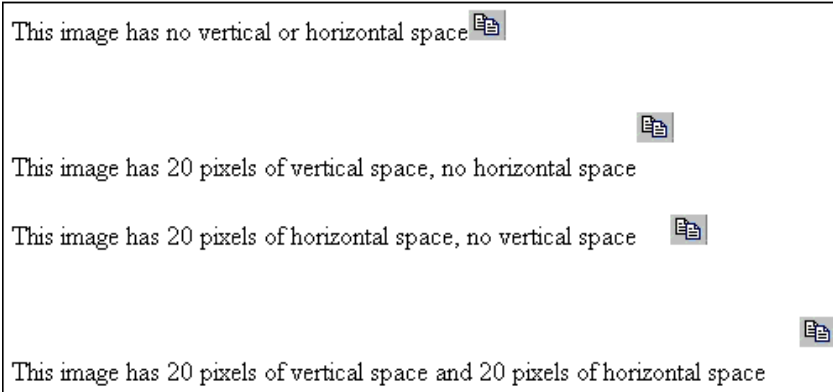 This image has no vertical or horizontal space
This image has 20 pixels of vertical space, no horizontal space
This image has 20 pixels of horizontal space, no vertical space
This image has 20 pixels of vertical space and 20 pixels of horizontal space